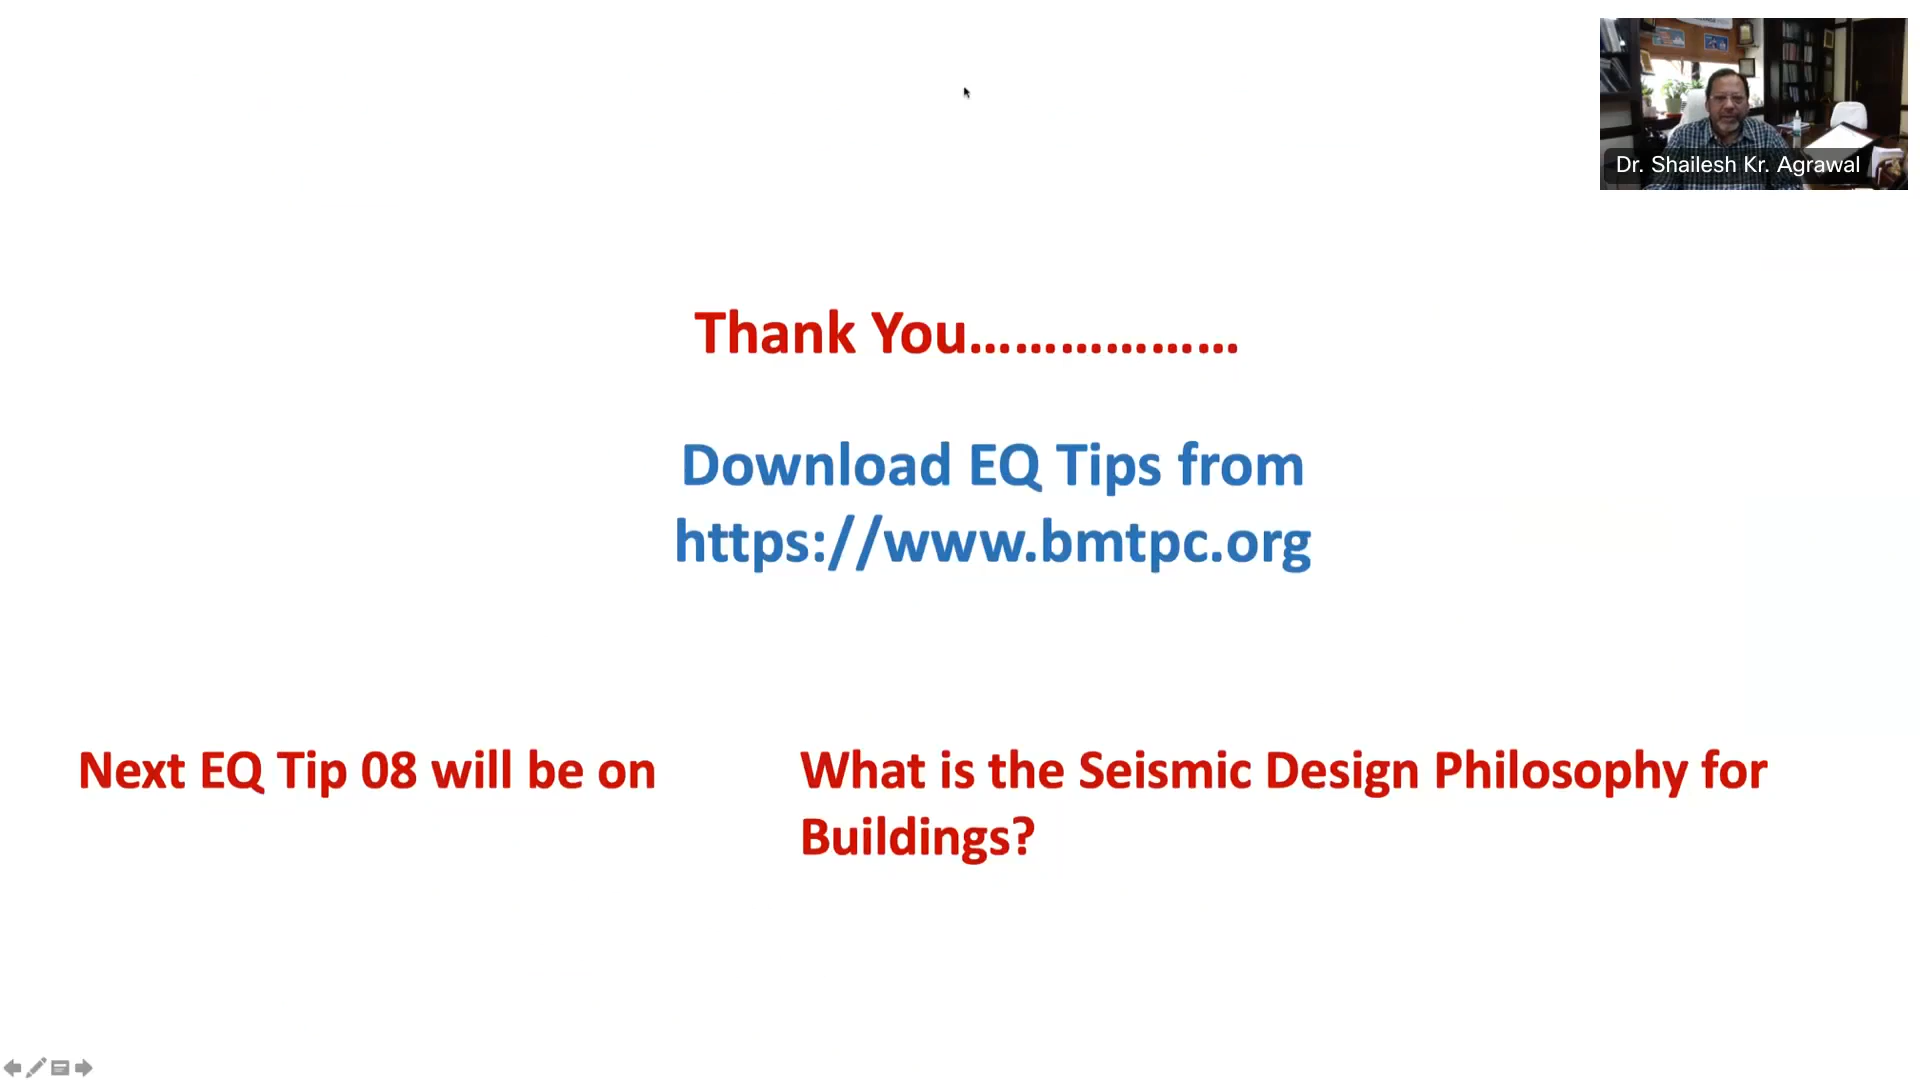 Dr. Shailesh Kr. Agrawal
Thank You………………
Download EQ Tips from
https://www.bmtpc.org
Next EQ Tip 08 will be on
What is the Seismic Design Philosophy for
Buildings?